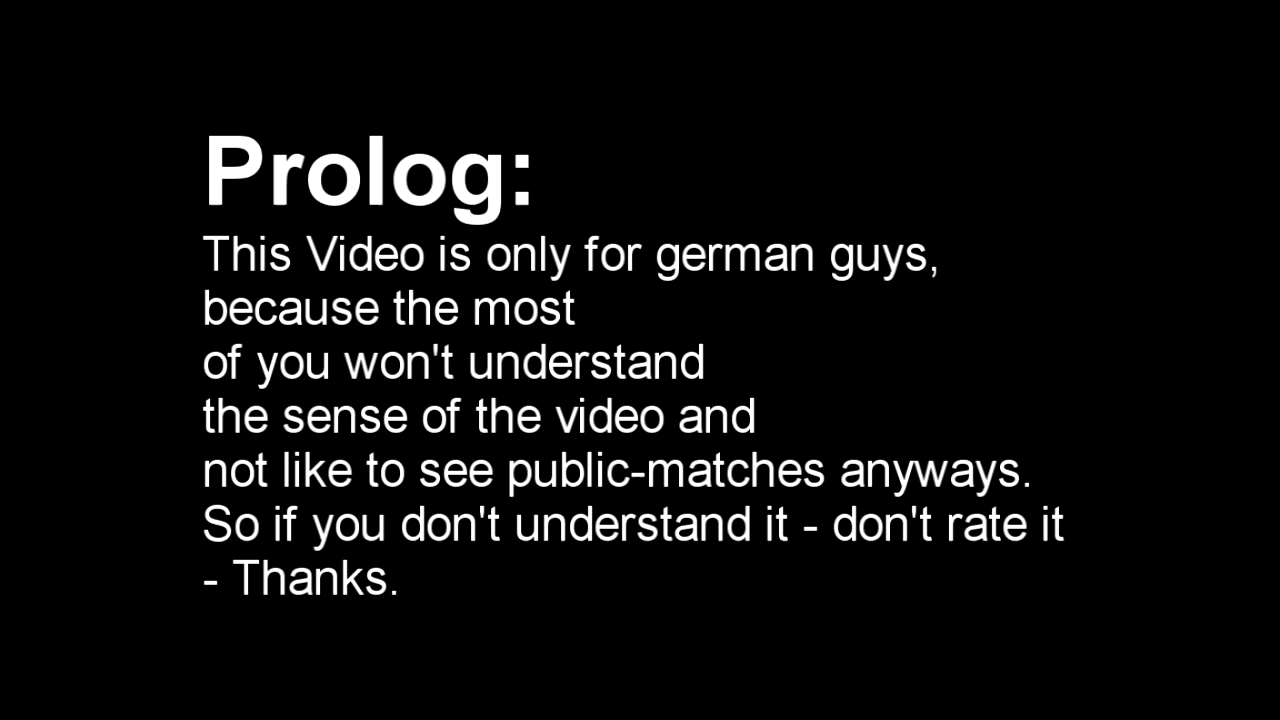 Prolog:
This Video is only for german guys,
because the most
of you won't understand
the sense of the video and
not like to see public-matches anyways.
So if you don't understand it - don't rate it
- Thanks.